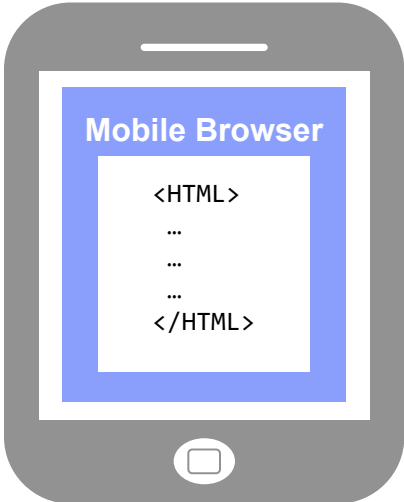 Mobile Browser
<HTML>
…
…
…
</HTML>